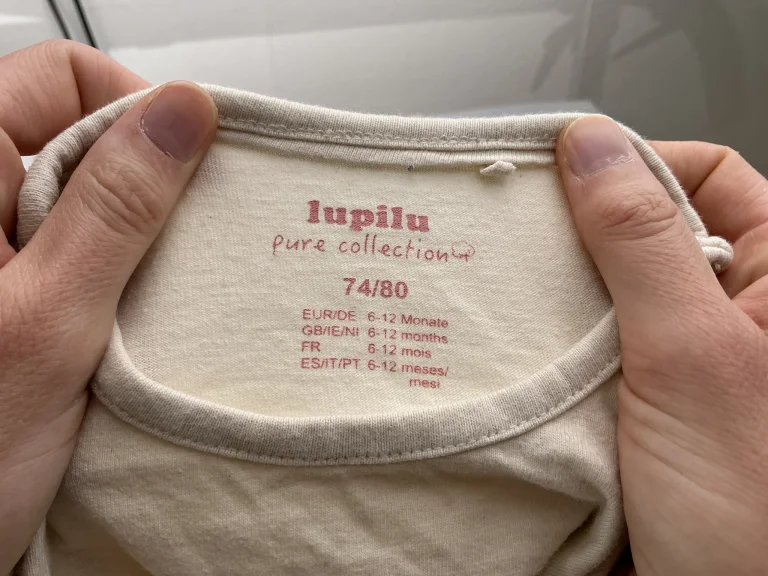 lupilu
pure collection
74/80
EUR/DE 6-12 Monate
GB/IE/NI 6-12 months
FR 6-12 mois
ES/IT/PT 6-12 meses/
mesi